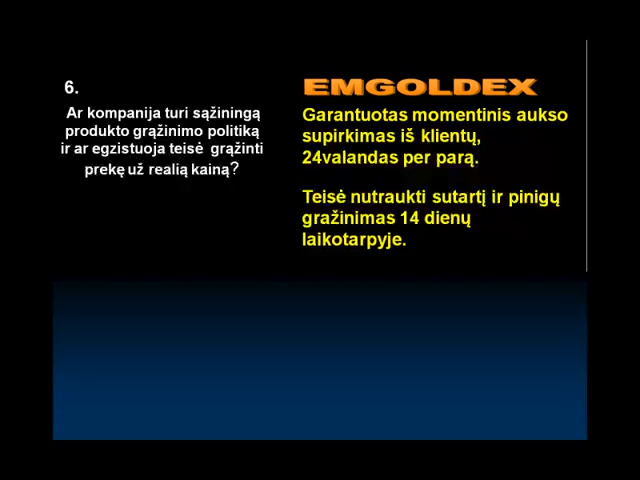 6.
Ar kompanija turi sąžiningą
produkto grąžinimo politiką
ir ar egzistuoja teisė grąžinti
prekę už realią kainą?
EMGOLDEX
Garantuotas momentinis aukso
supirkimas iš klientų,
24valandas per parą.
Teisė nutraukti sutartį ir pinigų
gražinimas 14 dienų
laikotarpyje.